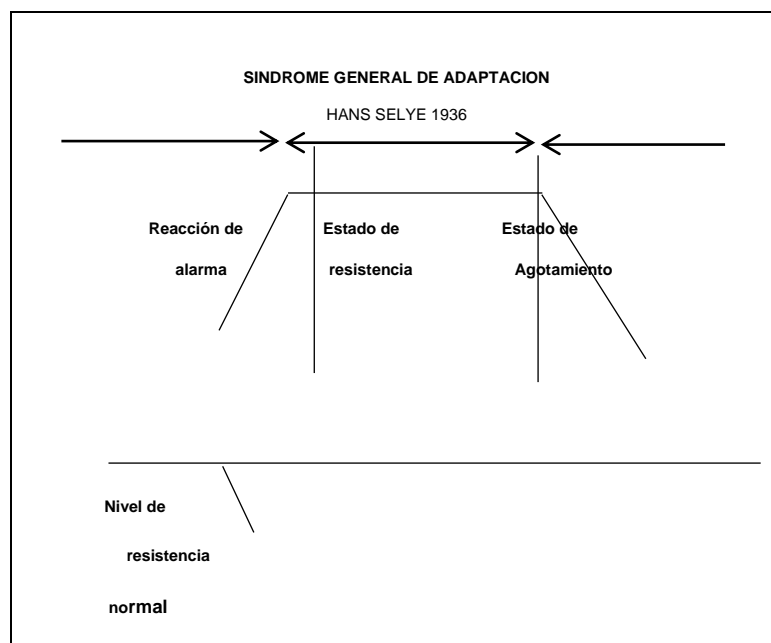 SINDROME GENERAL DE ADAPTACION
HANS SELYE 1936
Reacción de
alarma
Estado de
resistencia
Estado de
Agotamiento
Nivel de
resistencia
normal